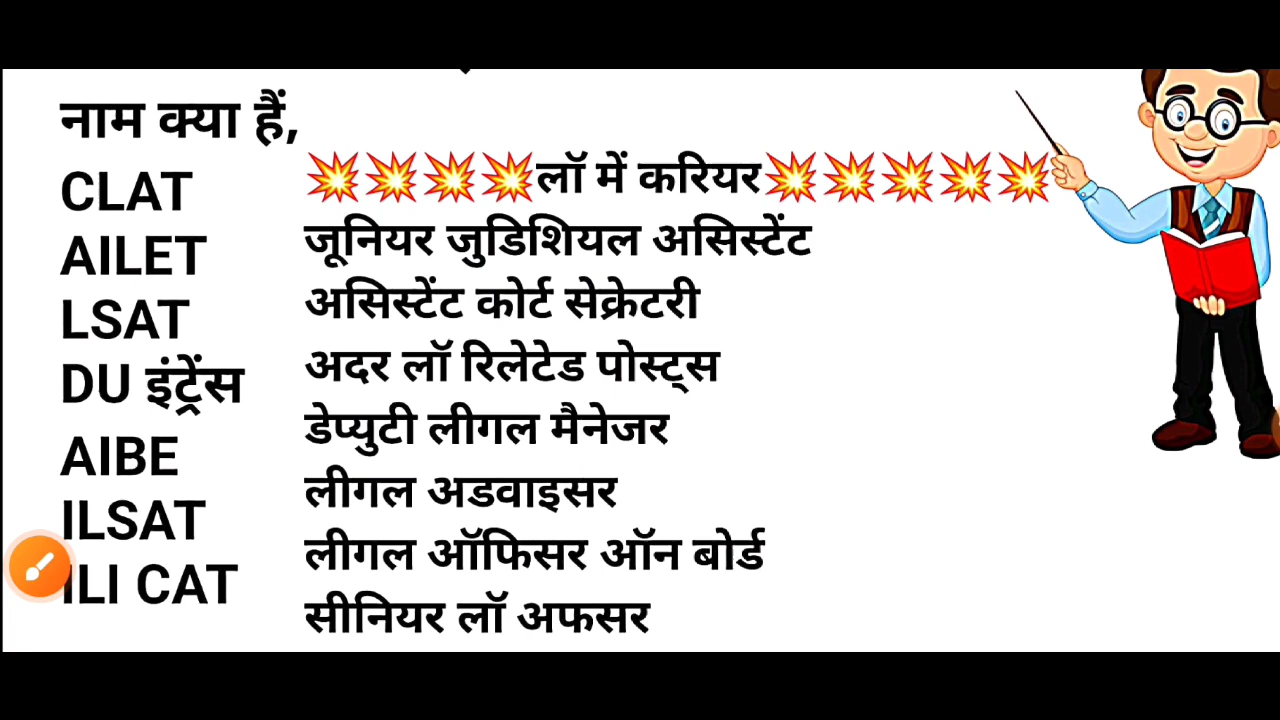 नाम क्या हैं,
CLAT
AILET
LSAT
DU इंट्रेंस
AIBE
ILSAT
ILI CAT
💥💥💥💥लॉ में करियर💥💥💥💥💥
जूनियर जुडिशियल असिस्टेंट
असिस्टेंट कोर्ट सेक्रेटरी
अदर लॉ रिलेटेड पोस्ट्स
डेप्युटी लीगल मैनेजर
लीगल अडवाइसर
लीगल ऑफिसर ऑन बोर्ड
सीनियर लॉ अफसर